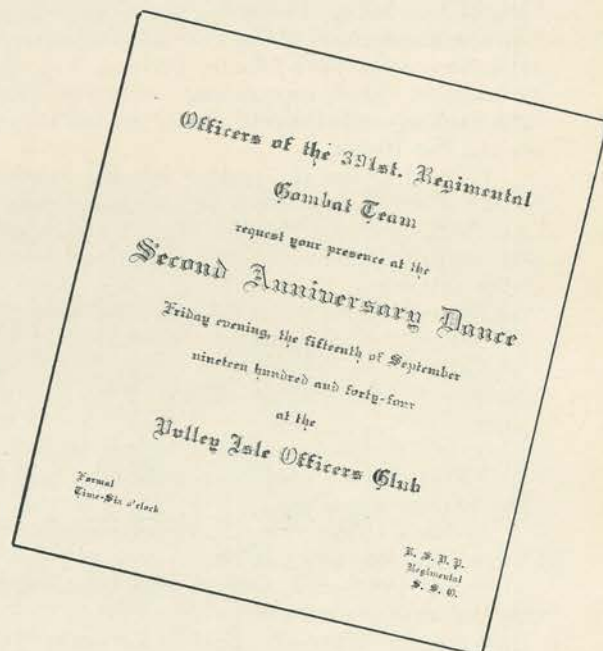 Officers of the 391st. Regimental
Combat Team
request your presence at the
Second Anniversary Dance
Friday evening, the fifteenth of September
nineteen hundred and forty-four
at the
Pulley Isle Officers Club
Formal
Time-Six o'clock
R. S. V. P.
Regimental
S. S. O.